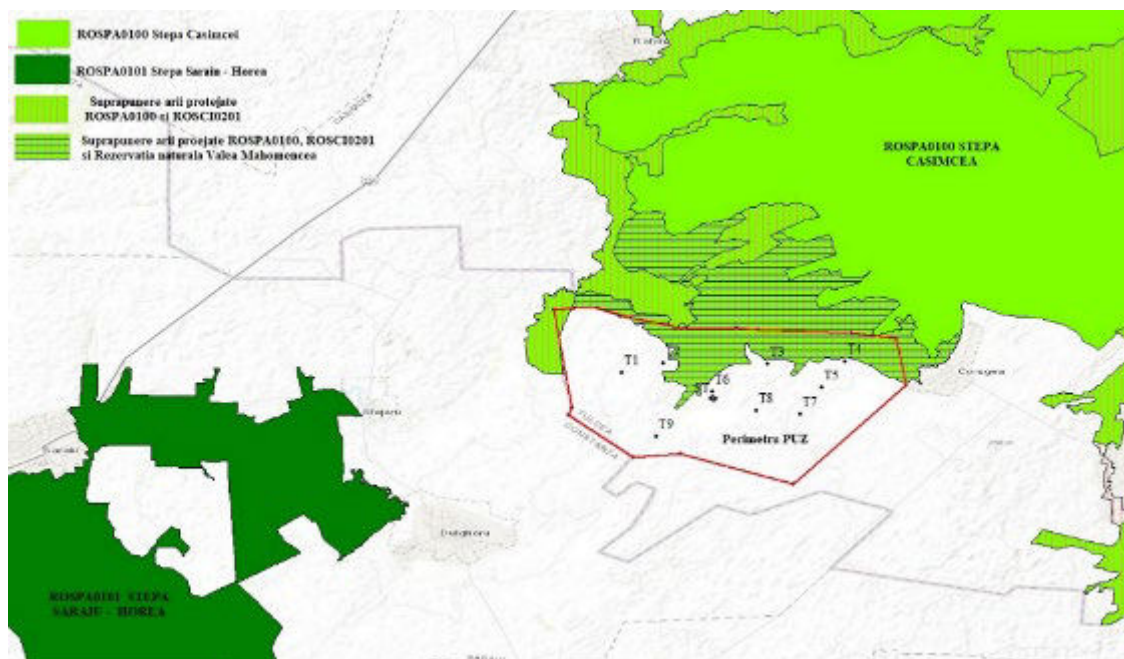 ROSPA0100 Stepa Casimcei
ROSPA0101 Stepa Saraiu - Horea
Suprapunere arii protejate
ROSPA0100 si ROSCI0201
Suprapunere arii proejate ROSPA0100, ROSCI0201
si Rezervatia naturala Valea Mahomencea
ROSPA0100 STEPA
CASIMCEA
T1
T3
T4
T5
T6
T8
T7
T9
Perimetru PUZ
TULCEA
CONSTANTA
ROSPA0101 STEPA
SARAIU - HOREA